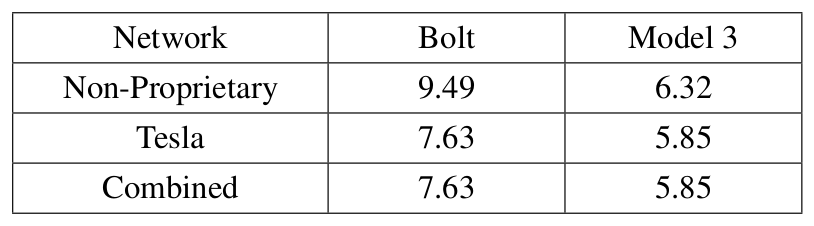 Network Bolt Model 3
Non-Proprietary 9.49 6.32
Tesla 7.63 5.85
Combined 7.63 5.85